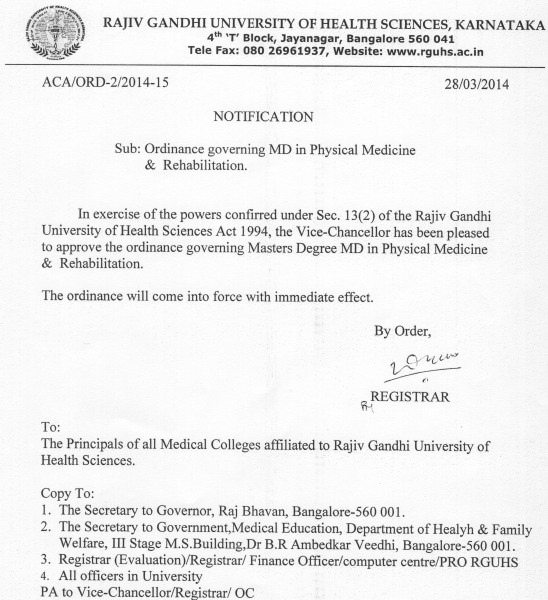 RAJIV GANDHI UNIVERSITY OF HEALTH SCIENCES, KARNATAKA
4th 'T' Block, Jayanagar, Bangalore 560 041
Tele Fax: 080 26961937, Website: www.rguhs.ac.in
ACA/ORD-2/2014-15 28/03/2014
NOTIFICATION
Sub: Ordinance governing MD in Physical Medicine
& Rehabilitation.
In exercise of the powers confirred under Sec. 13(2) of the Rajiv Gandhi
University of Health Sciences Act 1994, the Vice-Chancellor has been pleased
to approve the ordinance governing Masters Degree MD in Physical Medicine
& Rehabilitation.
The ordinance will come into force with immediate effect.
By Order,
REGISTRAR
To:
The Principals of all Medical Colleges affiliated to Rajiv Gandhi University of
Health Sciences.
Copy To:
1. The Secretary to Governor, Raj Bhavan, Bangalore-560 001.
2. The Secretary to Government,Medical Education, Department of Healyh & Family
Welfare, III Stage M.S.Building,Dr B.R Ambedkar Veedhi, Bangalore-560 001.
3. Registrar (Evaluation)/Registrar/ Finance Officer/computer centre/PRO RGUHS
4. All officers in University
PA to Vice-Chancellor/Registrar/ OC